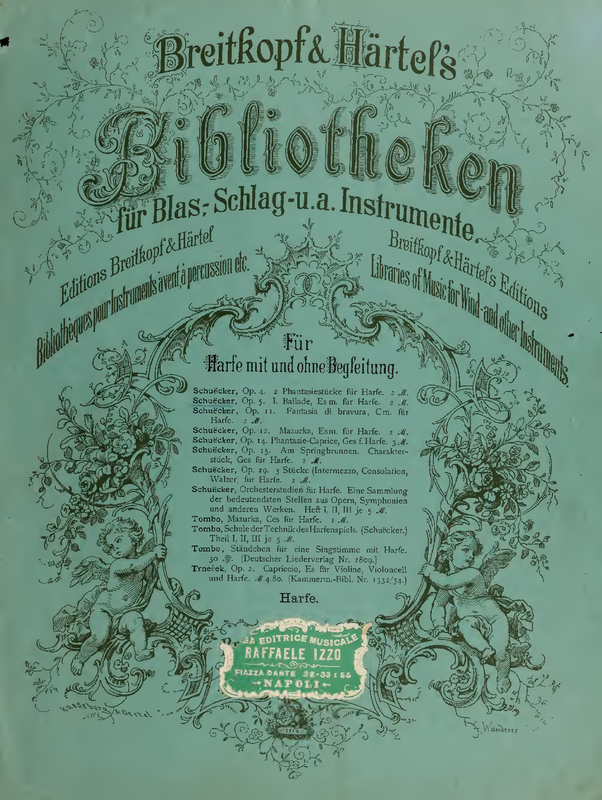 Breitkopf & Härtel's
Bibliotheken
für Blas-, Schlag- u. a. Instrumente.
Editions Breitkopf & Härtel
Bibliothèques pour Instruments à vent, à percussion etc.
Breitkopf & Härtel's Editions
Libraries of Music for Wind- and other Instruments.
Für
Harfe mit und ohne Begleitung.
Schuëcker, Op. 4. 2 Phantasiestücke für Harfe. 2 M.
Schuëcker, Op. 5. I. Ballade, Es m. für Harfe. 2 M.
Schuëcker, Op. 11. Fantasia di bravura, Cm. für
Harfe. 2 M.
Schuëcker, Op. 12. Mazurka, Es m. für Harfe. 2 M.
Schuëcker, Op. 14. Phantasie-Caprice, Ges f. Harfe. 3 M.
Schuëcker, Op. 15. Am Springbrunnen. Charakter-
stück, Ges für Harfe. 2 M.
Schuëcker, Op. 29. 3 Stücke (Intermezzo, Consolation,
Walzer für Harfe. 2 M.
Schuëcker, Orchesterstudien für Harfe. Eine Sammlung
der bedeutendsten Stellen aus Opern, Symphonien
und anderen Werken. Heft I, II, III je 5 M.
Tombo, Mazurka, Ces für Harfe. 1 M.
Tombo, Schule der Technik des Harfenspiels. (Schuëcker.)
Theil I, II, III je 5 M.
Tombo, Ständchen für eine Singstimme mit Harfe.
30 Pf. (Deutscher Liederverlag Nr. 2809.)
Trneček, Op. 2. Capriccio, Es für Violine, Violoncell
und Harfe. M 4.80. (Kammerm.-Bibl. Nr. 1332/34.)
Harfe.
SA EDITRICE MUSICALE
RAFFAELE IZZO
PIAZZA DANTE 32-33 E 55
NAPOLI